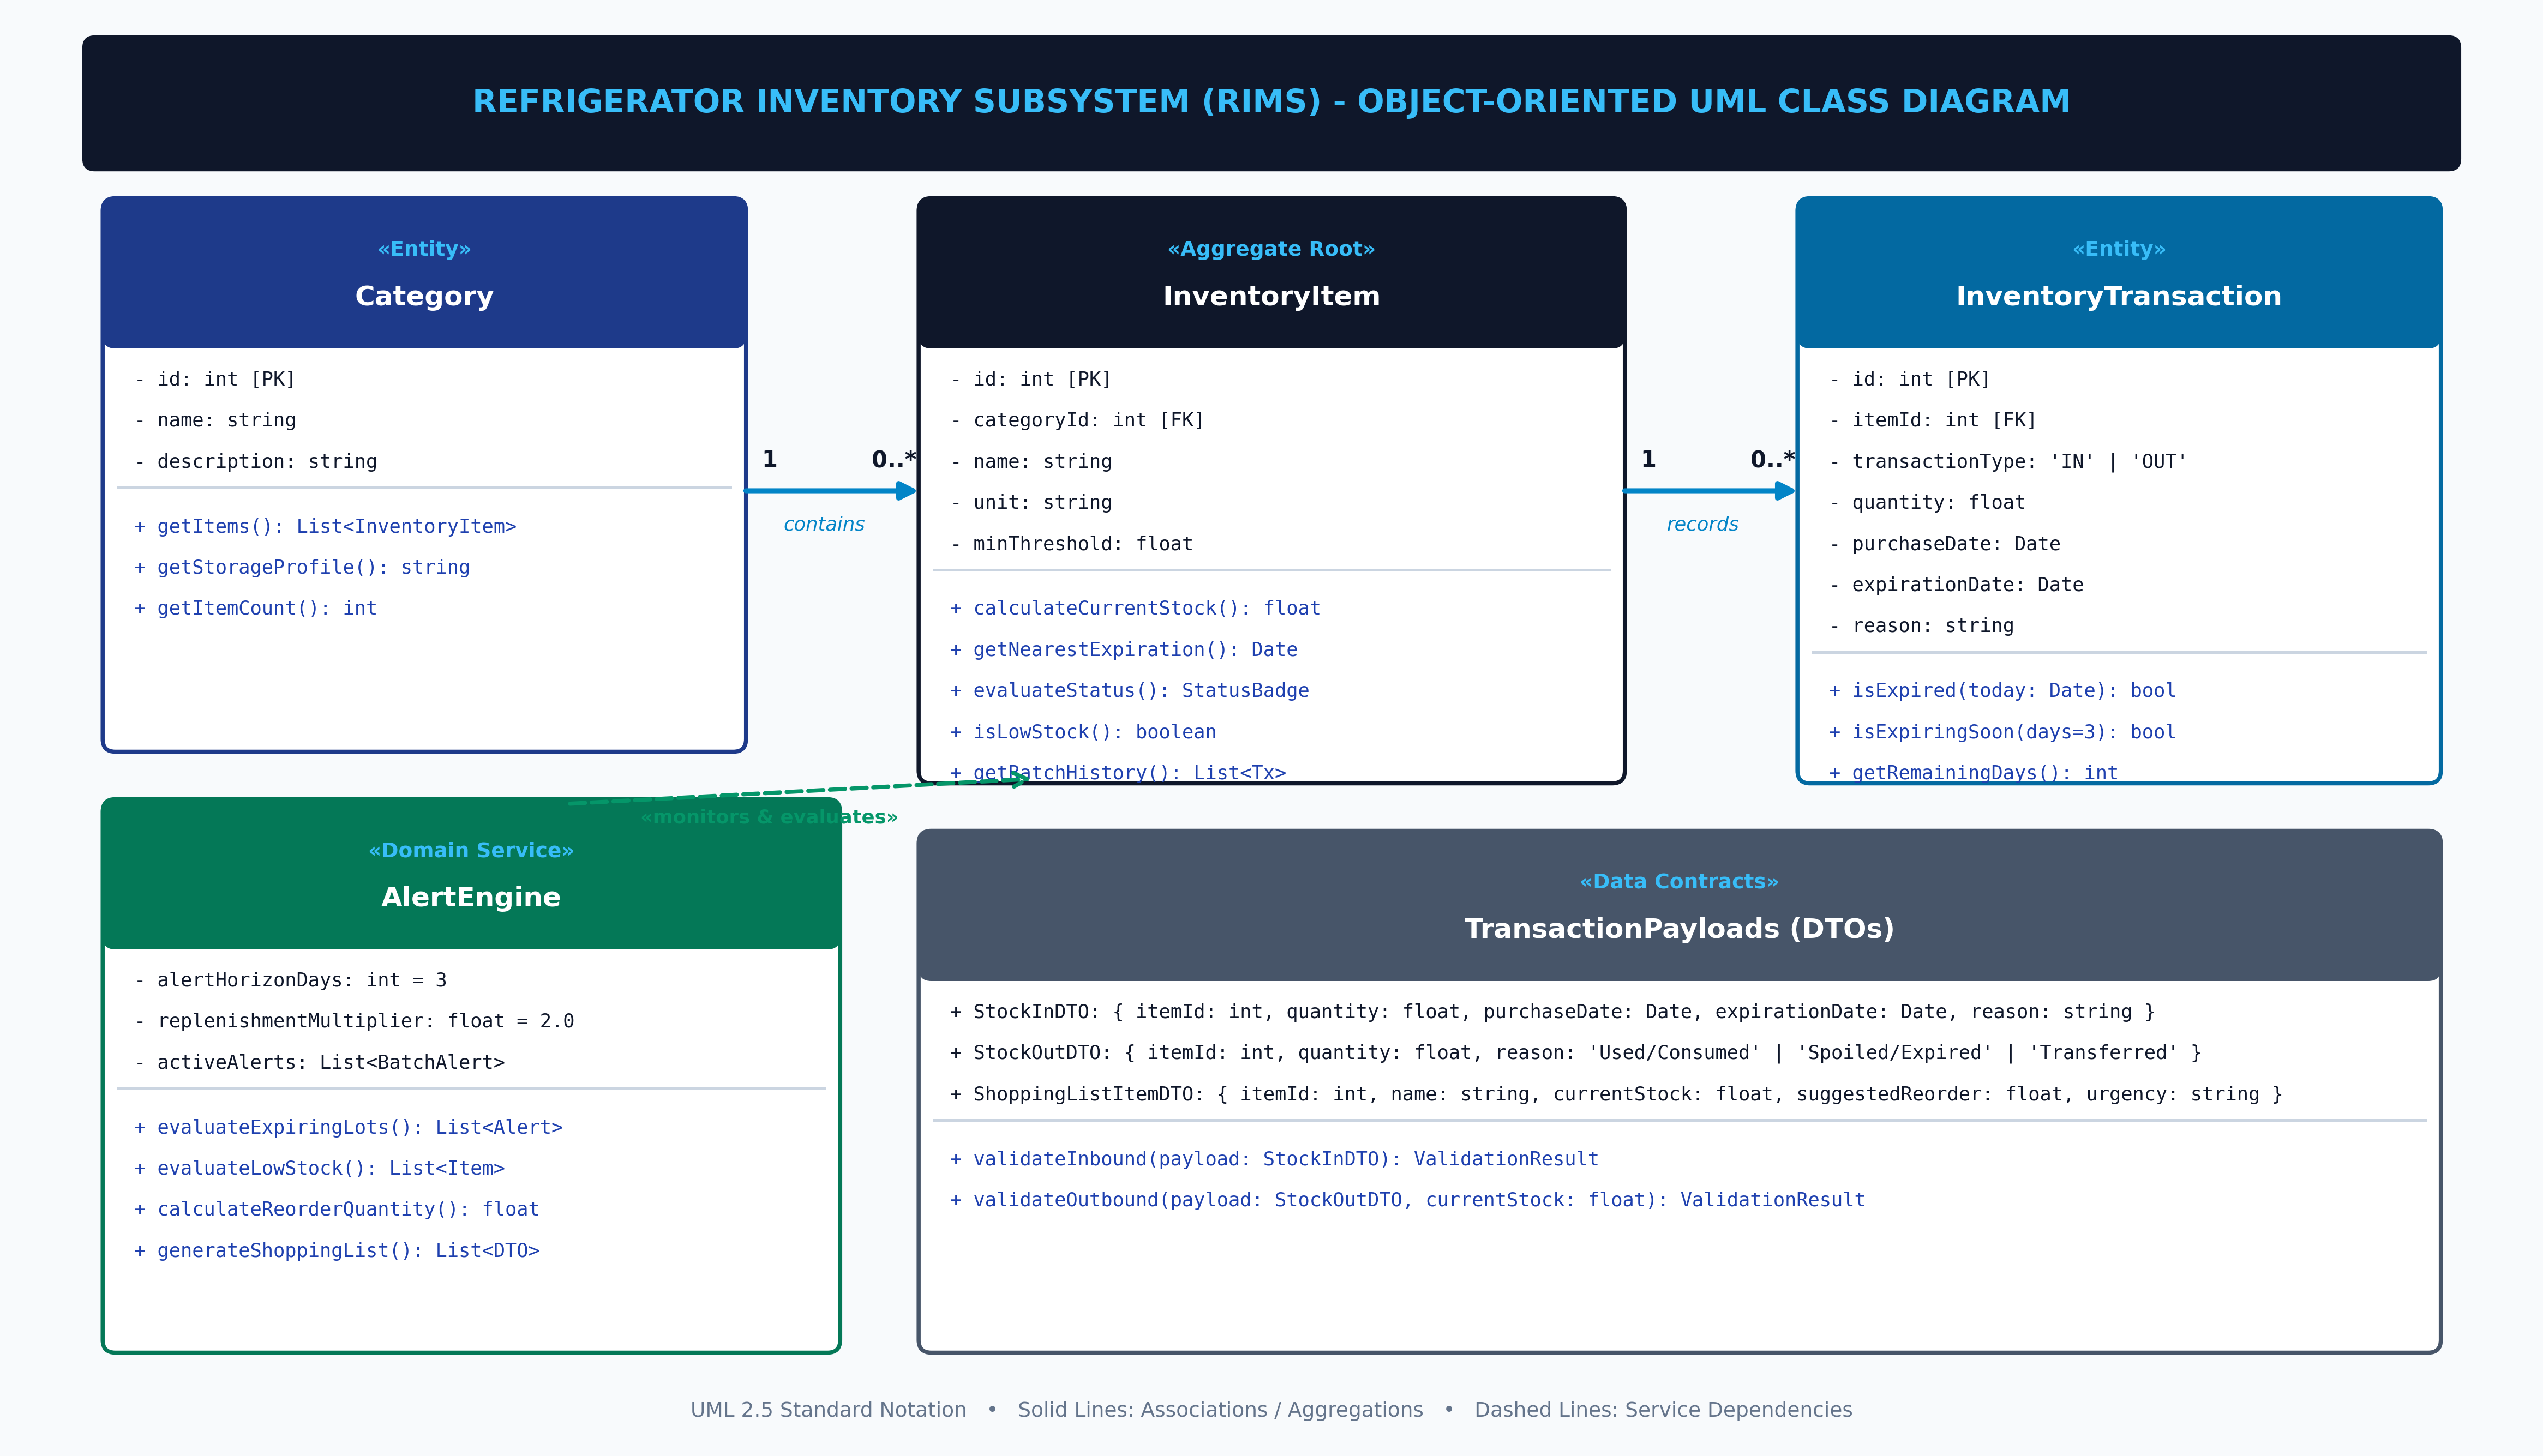 REFRIGERATOR INVENTORY SUBSYSTEM (RIMS) - OBJECT-ORIENTED UML CLASS DIAGRAM
«Entity»
Category
- id: int [PK]
- name: string
- description: string
+ getItems(): List<InventoryItem>
+ getStorageProfile(): string
+ getItemCount(): int
1
0..*
contains
«Aggregate Root»
InventoryItem
- id: int [PK]
- categoryId: int [FK]
- name: string
- unit: string
- minThreshold: float
+ calculateCurrentStock(): float
+ getNearestExpiration(): Date
+ evaluateStatus(): StatusBadge
+ isLowStock(): boolean
+ getBatchHistory(): List<Tx>
1
0..*
records
«Entity»
InventoryTransaction
- id: int [PK]
- itemId: int [FK]
- transactionType: 'IN' | 'OUT'
- quantity: float
- purchaseDate: Date
- expirationDate: Date
- reason: string
+ isExpired(today: Date): bool
+ isExpiringSoon(days=3): bool
+ getRemainingDays(): int
«monitors & evaluates»
«Domain Service»
AlertEngine
- alertHorizonDays: int = 3
- replenishmentMultiplier: float = 2.0
- activeAlerts: List<BatchAlert>
+ evaluateExpiringLots(): List<Alert>
+ evaluateLowStock(): List<Item>
+ calculateReorderQuantity(): float
+ generateShoppingList(): List<DTO>
«Data Contracts»
TransactionPayloads (DTOs)
+ StockInDTO: { itemId: int, quantity: float, purchaseDate: Date, expirationDate: Date, reason: string }
+ StockOutDTO: { itemId: int, quantity: float, reason: 'Used/Consumed' | 'Spoiled/Expired' | 'Transferred' }
+ ShoppingListItemDTO: { itemId: int, name: string, currentStock: float, suggestedReorder: float, urgency: string }
+ validateInbound(payload: StockInDTO): ValidationResult
+ validateOutbound(payload: StockOutDTO, currentStock: float): ValidationResult
UML 2.5 Standard Notation • Solid Lines: Associations / Aggregations • Dashed Lines: Service Dependencies